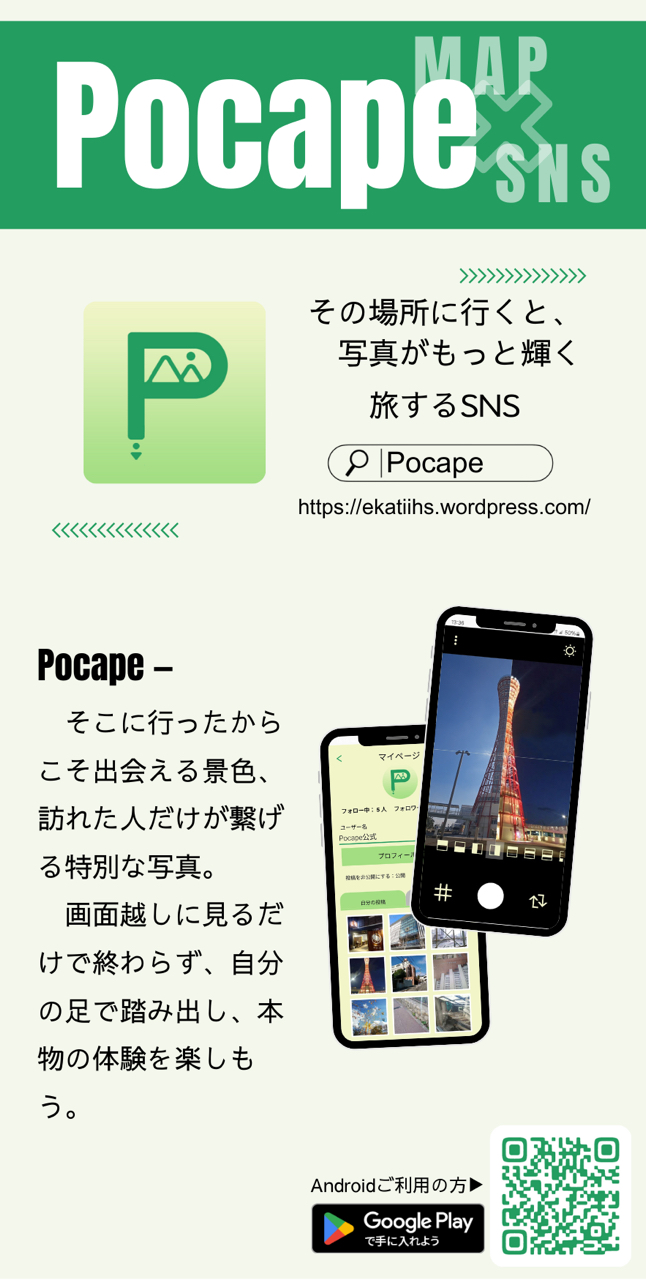 MAP
Pocape
SNS
その場所に行くと、
写真がもっと輝く
旅するSNS
Pocape
https://ekatiihs.wordpress.com/
Pocape –
そこに行ったから
こそ出会える景色、
訪れた人だけが繋げ
る特別な写真。
画面越しに見るだ
けで終わらず、自分
の足で踏み出し、本
物の体験を楽しも
う。
マイページ
フォロー中：8人 フォロワ
ユーザー名
Pocape公式
プロフィー
投稿をお公開にする：公開
自分の投稿
Androidご利用の方▶
Google Play
で手に入れよう